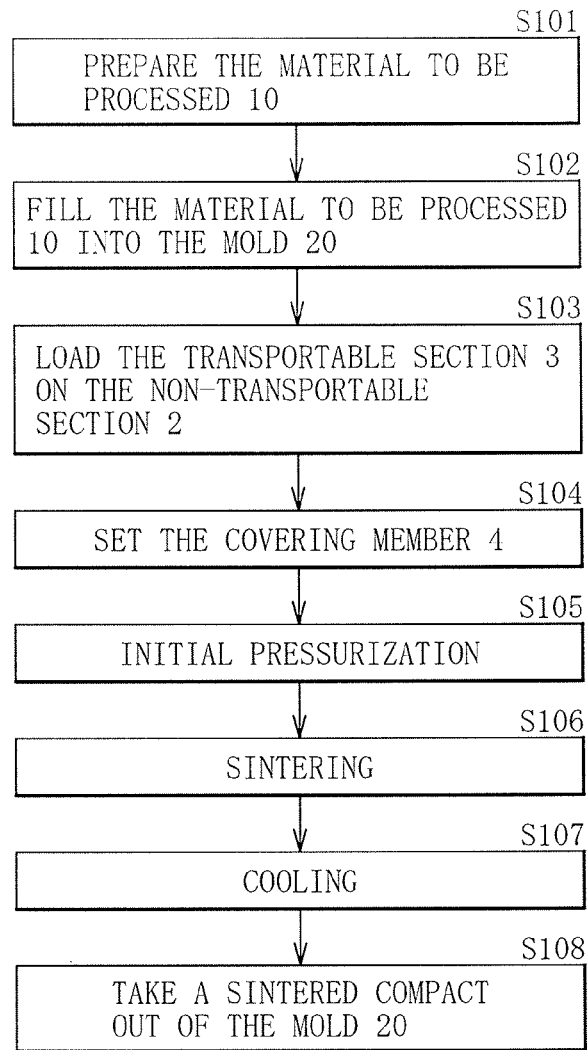 S101
PREPARE THE MATERIAL TO BE
PROCESSED 10
S102
FILL THE MATERIAL TO BE PROCESSED
10 INTO THE MOLD 20
S103
LOAD THE TRANSPORTABLE SECTION 3
ON THE NON-TRANSPORTABLE
SECTION 2
S104
SET THE COVERING MEMBER 4
S105
INITIAL PRESSURIZATION
S106
SINTERING
S107
COOLING
S108
TAKE A SINTERED COMPACT
OUT OF THE MOLD 20